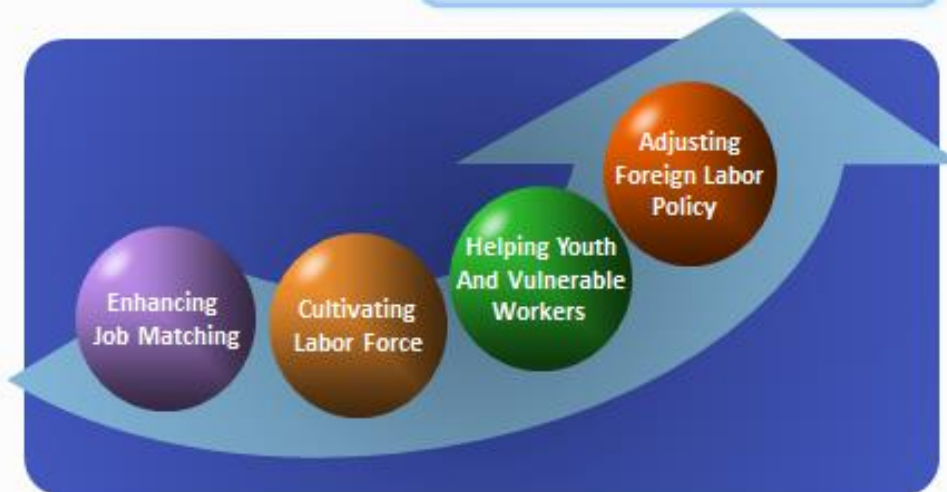 Enhancing
Job Matching
Cultivating
Labor Force
Helping Youth
And Vulnerable
Workers
Adjusting
Foreign Labor
Policy